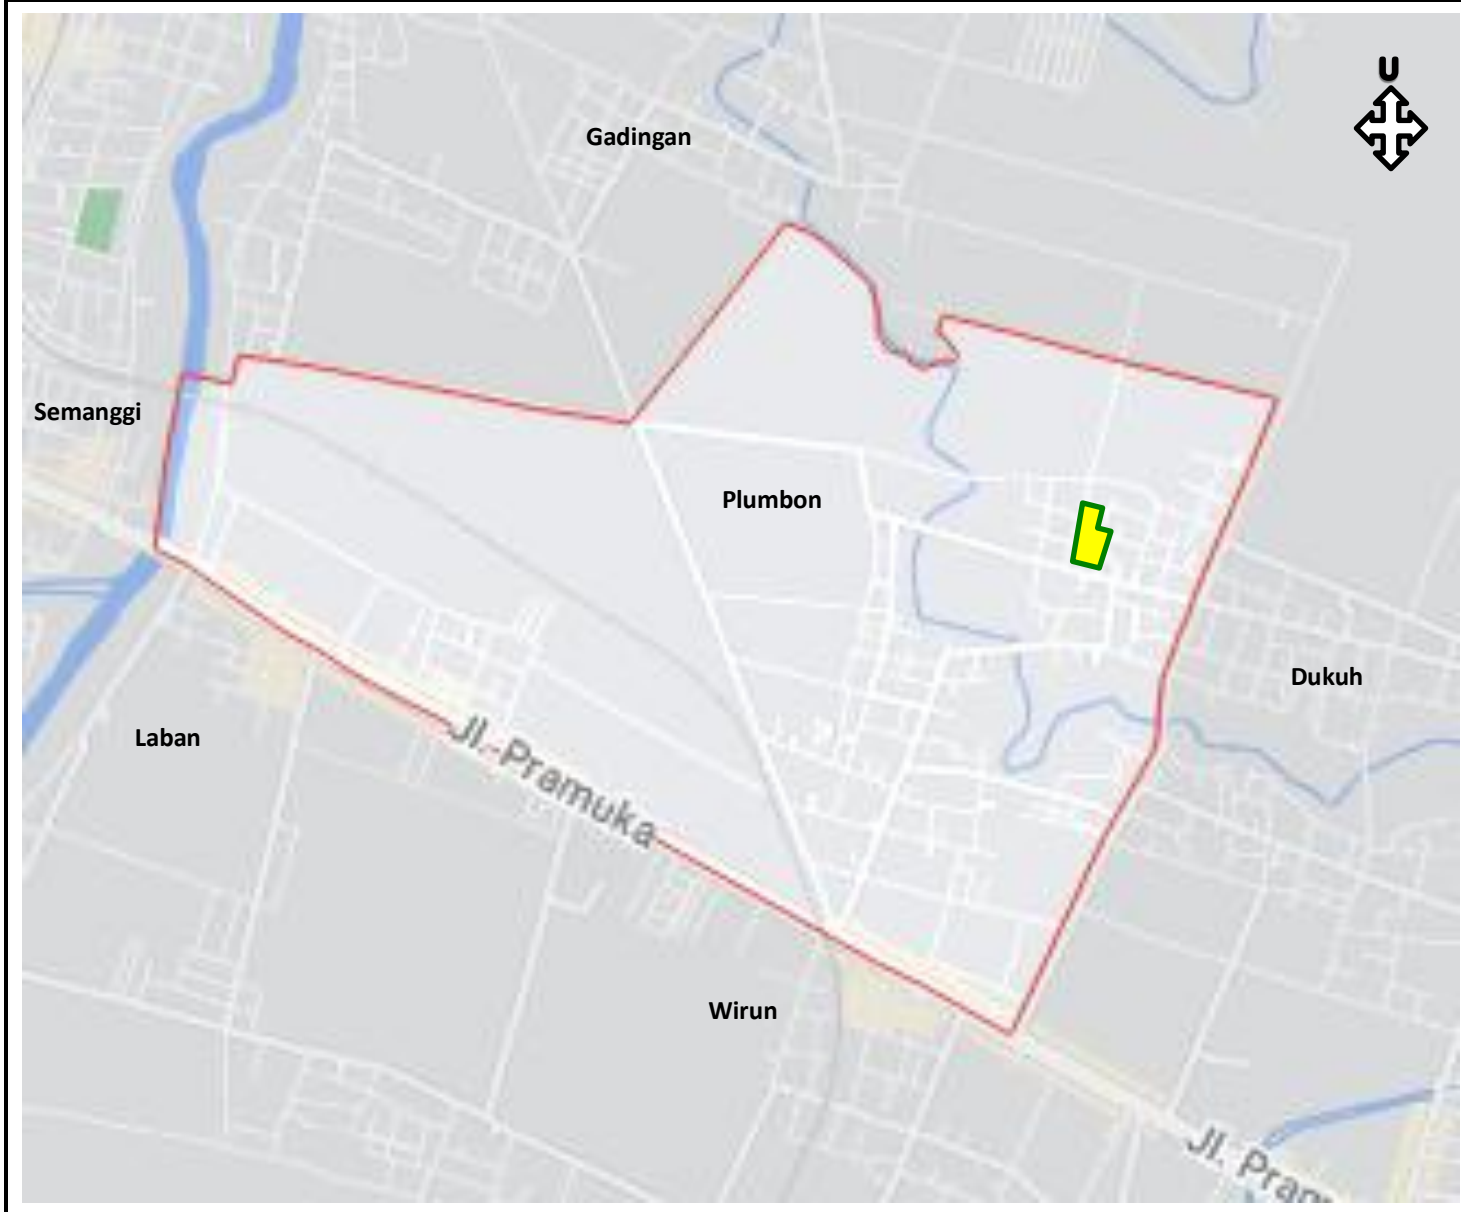 U
Gadingan
Semanggi
Plumbon
Dukuh
Laban
Jl. Pramuka
Wirun
Jl. Pram